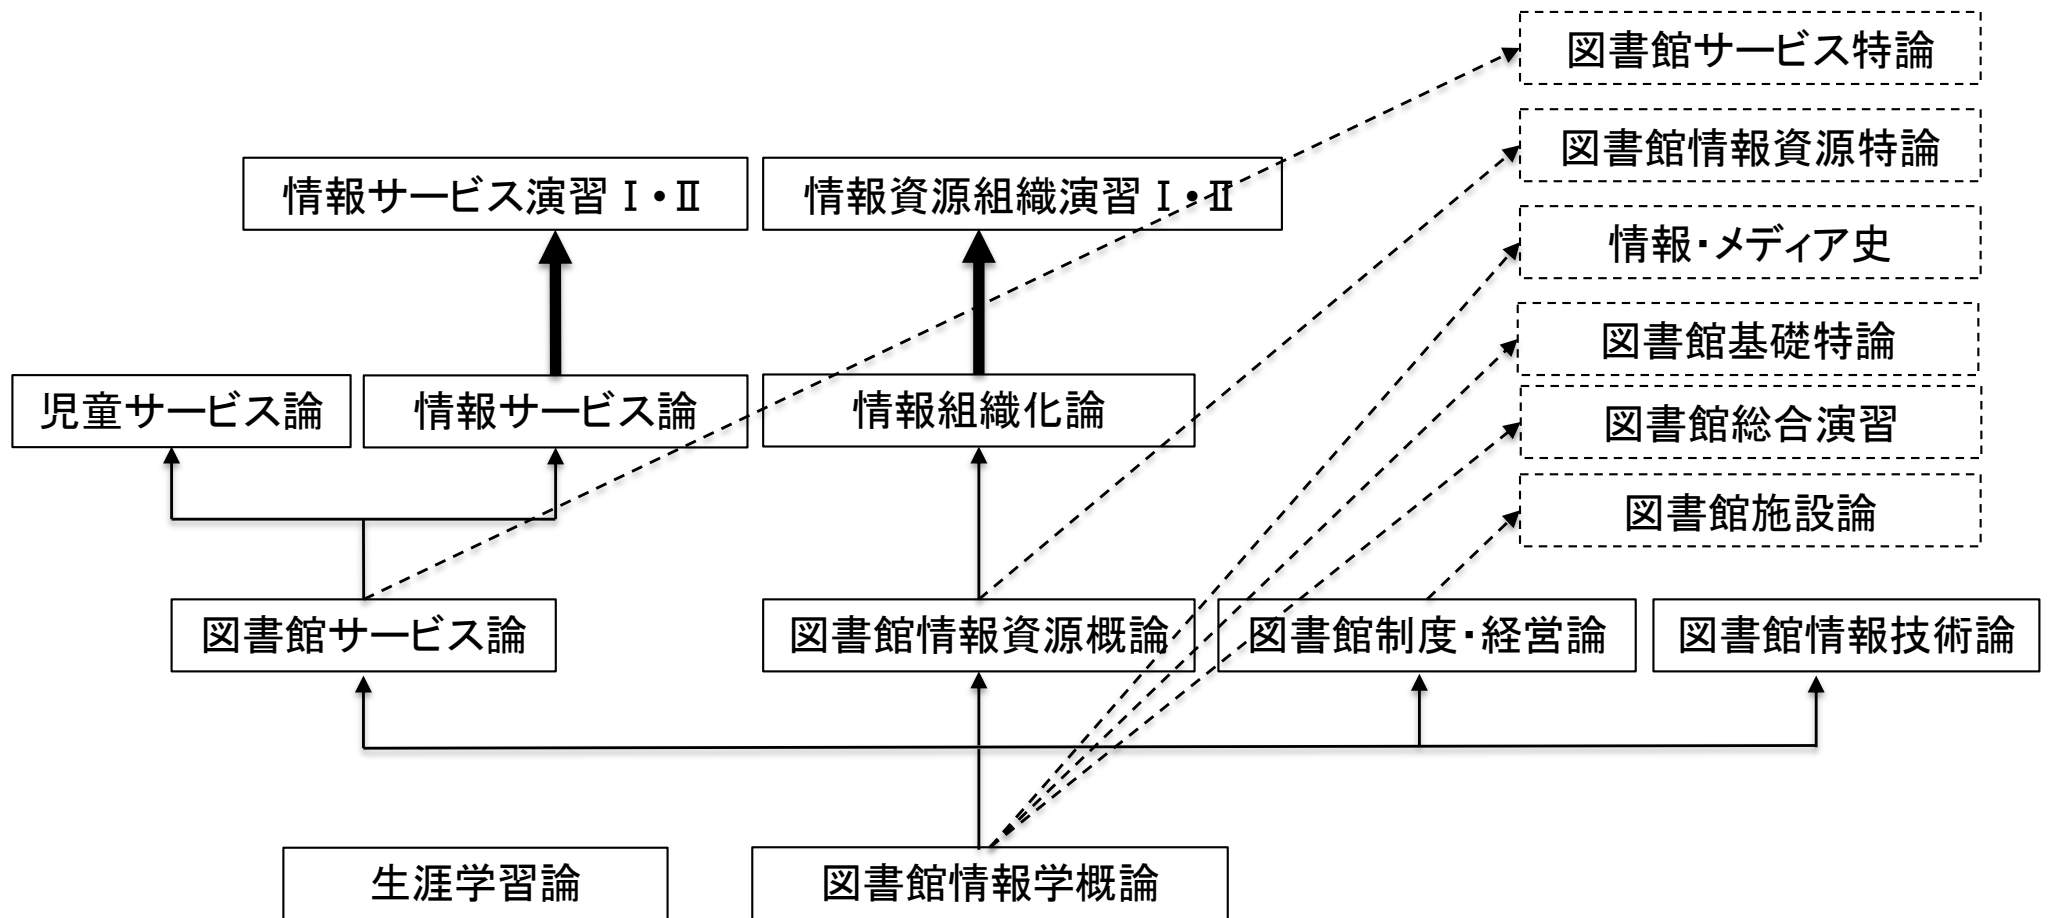 図書館サービス特論
図書館情報資源特論
情報サービス演習Ⅰ・Ⅱ
情報資源組織演習Ⅰ・Ⅱ
情報・メディア史
図書館基礎特論
児童サービス論
情報サービス論
情報組織化論
図書館総合演習
図書館施設論
図書館サービス論
図書館情報資源概論
図書館制度・経営論
図書館情報技術論
生涯学習論
図書館情報学概論